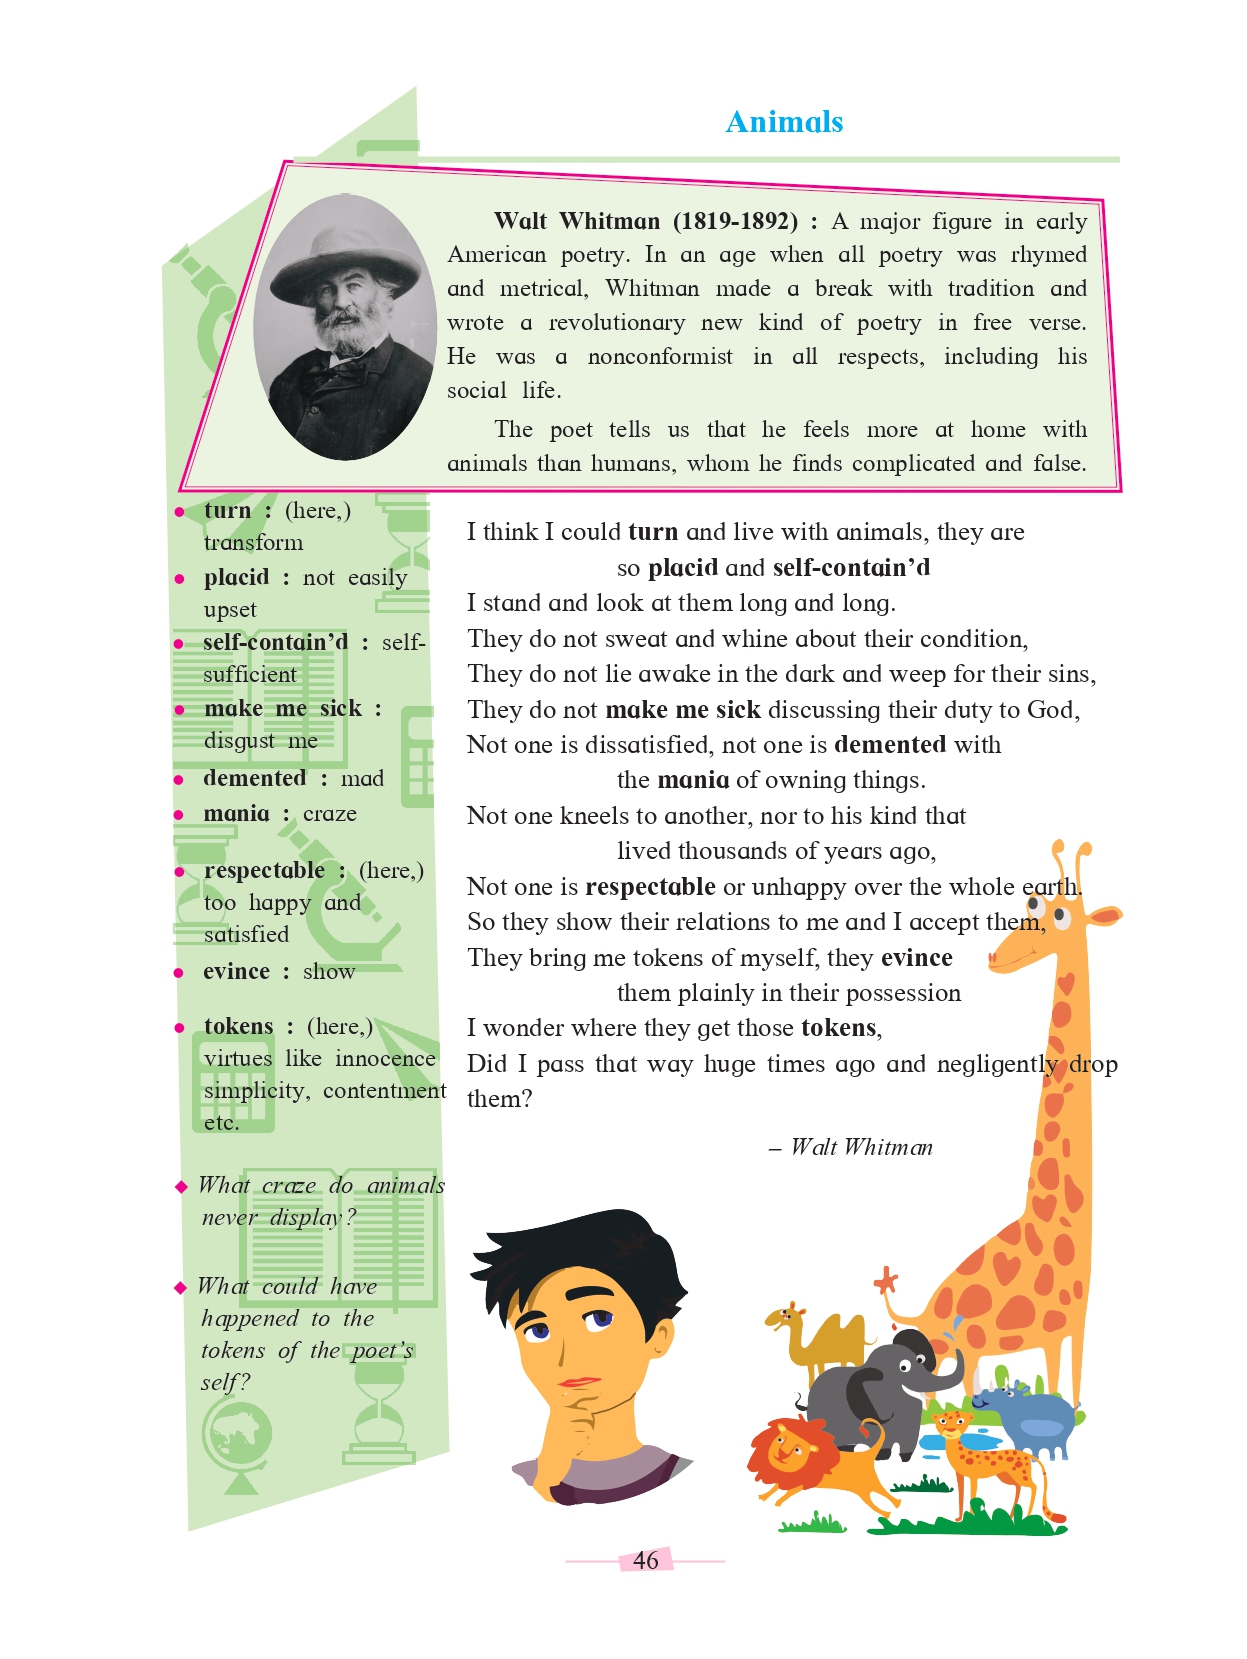 Animals
Walt Whitman (1819-1892) : A major figure in early
American poetry. In an age when all poetry was rhymed
and metrical, Whitman made a break with tradition and
wrote a revolutionary new kind of poetry in free verse.
He was a nonconformist in all respects, including his
social life.
The poet tells us that he feels more at home with
animals than humans, whom he finds complicated and false.
• turn : (here,)
transform
• placid : not easily
upset
• self-contain’d : self-
sufficient
• make me sick :
disgust me
• demented : mad
• mania : craze
• respectable : (here,)
too happy and
satisfied
• evince : show
• tokens : (here,)
virtues like innocence
simplicity, contentment
etc.
◆ What craze do animals
never display?
◆ What could have
happened to the
tokens of the poet’s
self?
I think I could turn and live with animals, they are
so placid and self-contain’d
I stand and look at them long and long.
They do not sweat and whine about their condition,
They do not lie awake in the dark and weep for their sins,
They do not make me sick discussing their duty to God,
Not one is dissatisfied, not one is demented with
the mania of owning things.
Not one kneels to another, nor to his kind that
lived thousands of years ago,
Not one is respectable or unhappy over the whole earth.
So they show their relations to me and I accept them,
They bring me tokens of myself, they evince
them plainly in their possession
I wonder where they get those tokens,
Did I pass that way huge times ago and negligently drop
them?
– Walt Whitman
46